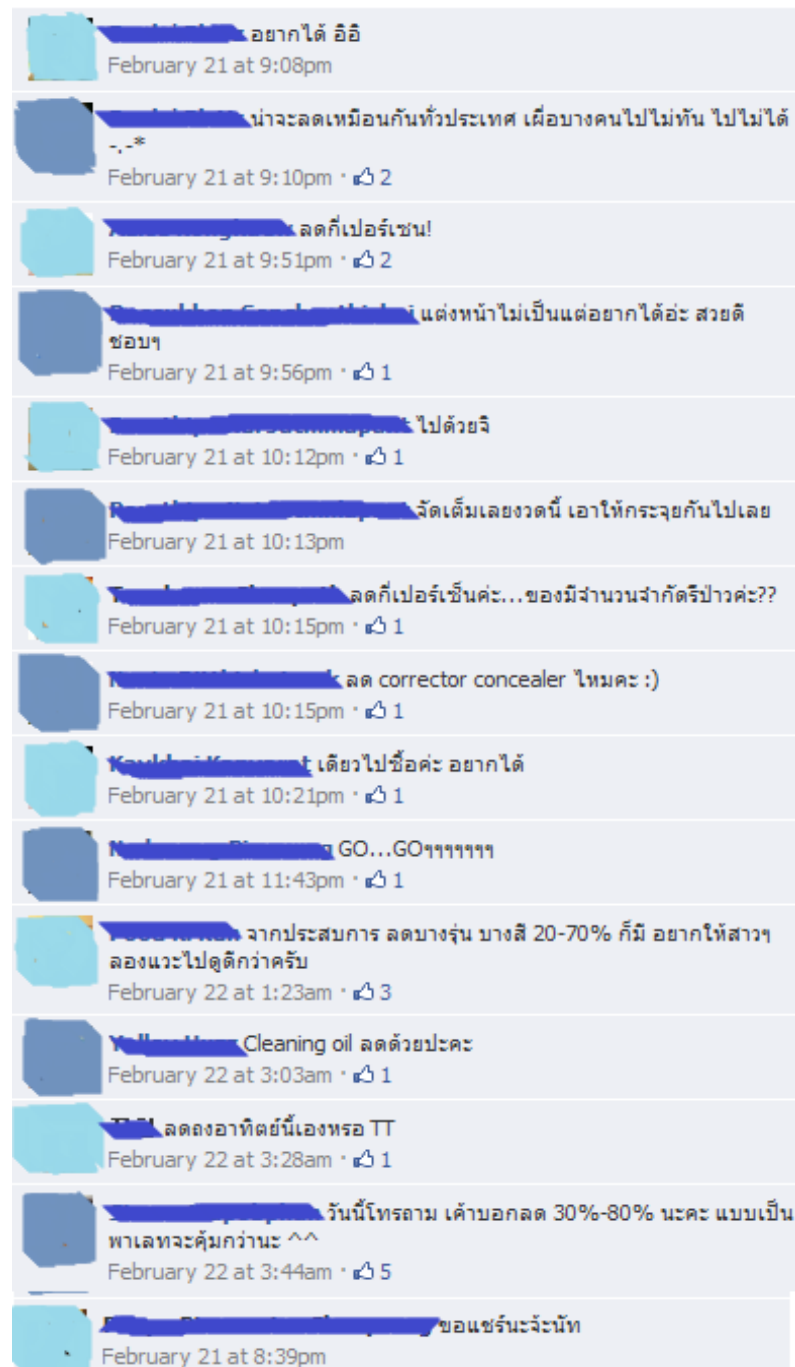 อยากได้ อิอิ
February 21 at 9:08pm
น่าจะลดเหมือนกันทั่วประเทศ เผื่อบางคนไปไม่ทัน ไปไม่ได้
-,-*
February 21 at 9:10pm · 2
ลดกี่เปอร์เซน!
February 21 at 9:51pm · 2
แต่งหน้าไม่เป็นแต่อยากได้อ่ะ สวยดี
ชอบๆ
February 21 at 9:56pm · 1
ไปด้วยจิ
February 21 at 10:12pm · 1
จัดเต็มเลยงวดนี้ เอาให้กระจุยกันไปเลย
February 21 at 10:13pm
ลดกี่เปอร์เซ็นค่ะ...ของมีจำนวนจำกัดรึป่าวค่ะ??
February 21 at 10:15pm · 1
ลด corrector concealer ไหมคะ :)
February 21 at 10:15pm · 1
เดียวไปซื้อค่ะ อยากได้
February 21 at 10:21pm · 1
GO...GOๆๆๆๆๆๆๆ
February 21 at 11:43pm · 1
จากประสบการ ลดบางรุ่น บางสี 20-70% ก็มี อยากให้สาวๆ
ลองแวะไปดูดีกว่าครับ
February 22 at 1:23am · 3
Cleaning oil ลดด้วยปะคะ
February 22 at 3:03am · 1
ลดถงอาทิตย์นี้เองหรอ TT
February 22 at 3:28am · 1
วันนี้โทรถาม เค้าบอกลด 30%-80% นะคะ แบบเป็น
พาเลทจะคุ้มกว่านะ ^^
February 22 at 3:44am · 5
ขอแชร์นะจ้ะนัท
February 21 at 8:39pm